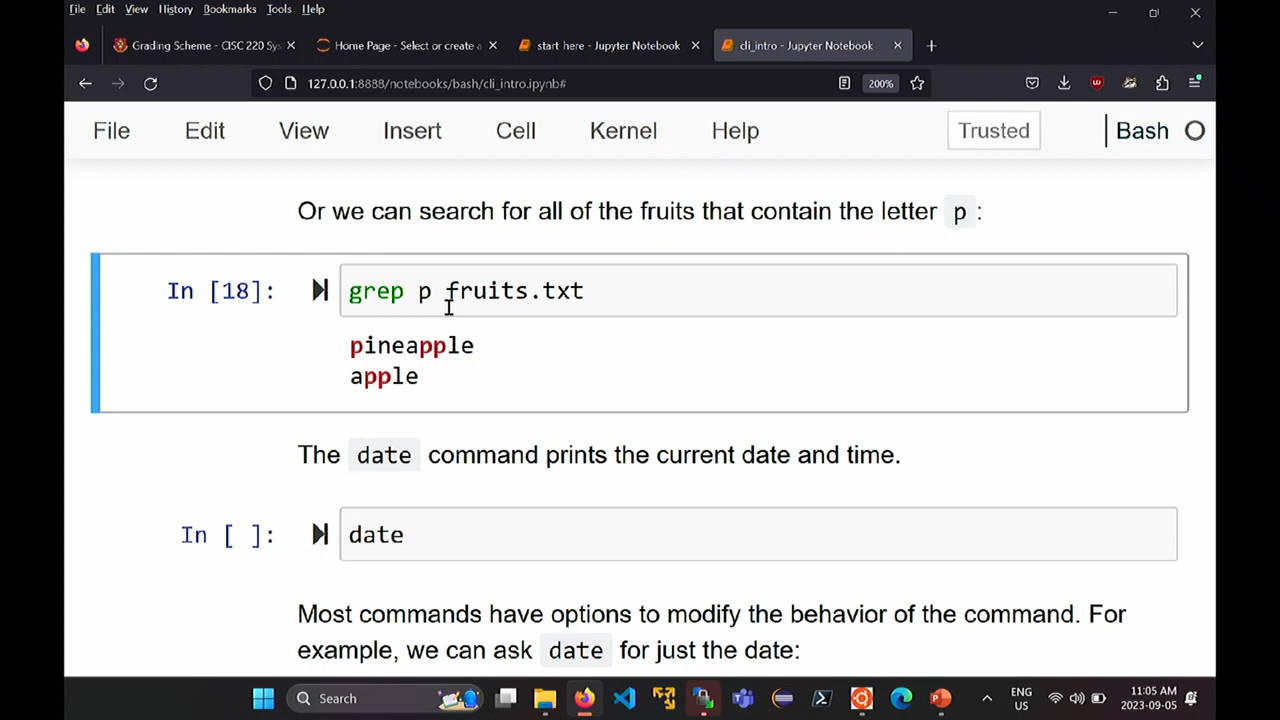 File Edit View History Bookmarks Tools Help
Grading Scheme - CISC 220 Sys
Home Page - Select or create a
start here - Jupyter Notebook
cli_intro - Jupyter Notebook
127.0.0.1:8888/notebooks/bash/cli_intro.ipynb#
200%
File Edit View Insert Cell Kernel Help Trusted Bash
Or we can search for all of the fruits that contain the letter p :
In [18]: grep p fruits.txt
pineapple
apple
The date command prints the current date and time.
In [ ]: date
Most commands have options to modify the behavior of the command. For
example, we can ask date for just the date:
Search
ENG
US
11:05 AM
2023-09-05